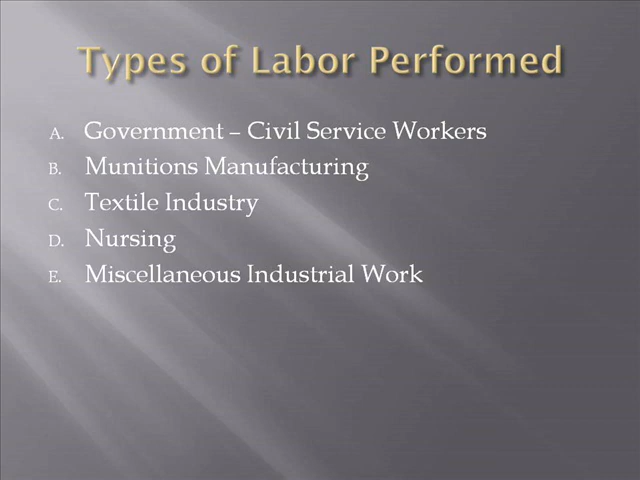 Types of Labor Performed
A. Government – Civil Service Workers
B. Munitions Manufacturing
C. Textile Industry
D. Nursing
E. Miscellaneous Industrial Work